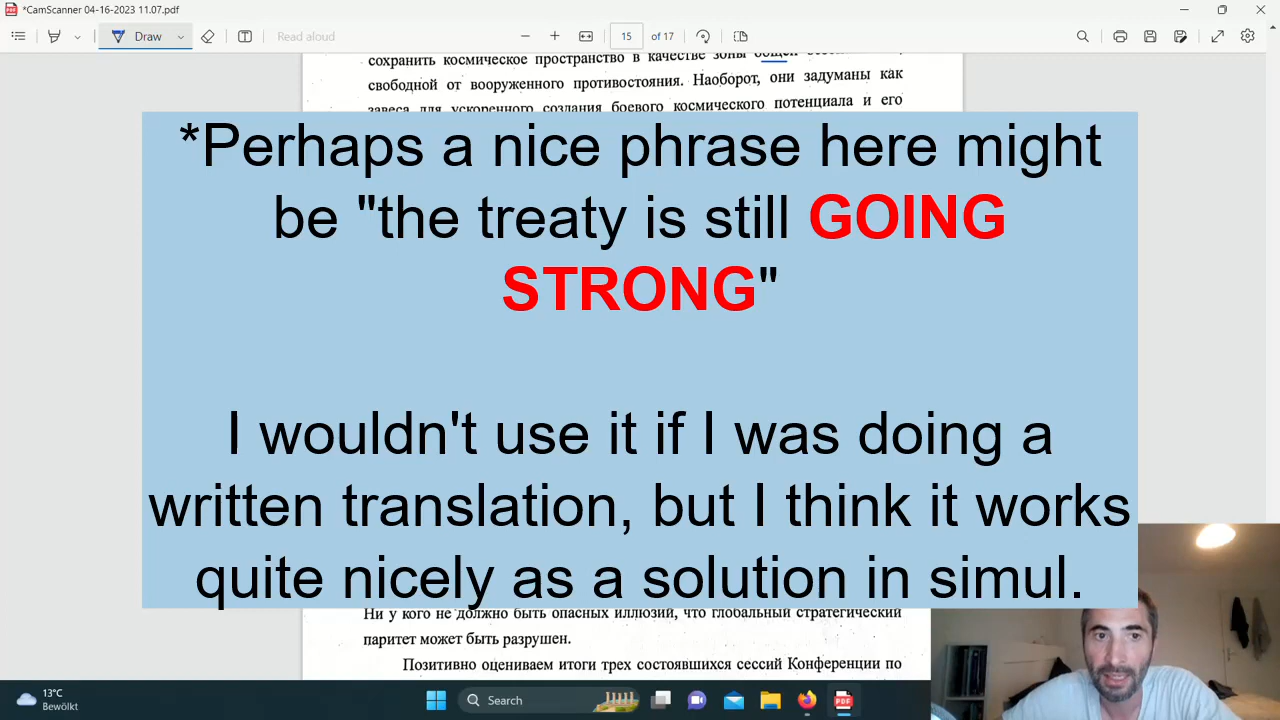 *CamScanner 04-16-2023 11.07.pdf
Draw
Read aloud
15 of 17
сохранить космическое пространство в качестве зоны общей
свободной от вооруженного противостояния. Наоборот, они задуманы как
завеса для ускоренного создания боевого космического потенциала и его
*Perhaps a nice phrase here might
be "the treaty is still GOING
STRONG"
I wouldn't use it if I was doing a
written translation, but I think it works
quite nicely as a solution in simul.
Ни у кого не должно быть опасных иллюзий, что глобальный стратегический
паритет может быть разрушен.
Позитивно оцениваем итоги трех состоявшихся сессий Конференции по
13°C
Bewölkt
Search